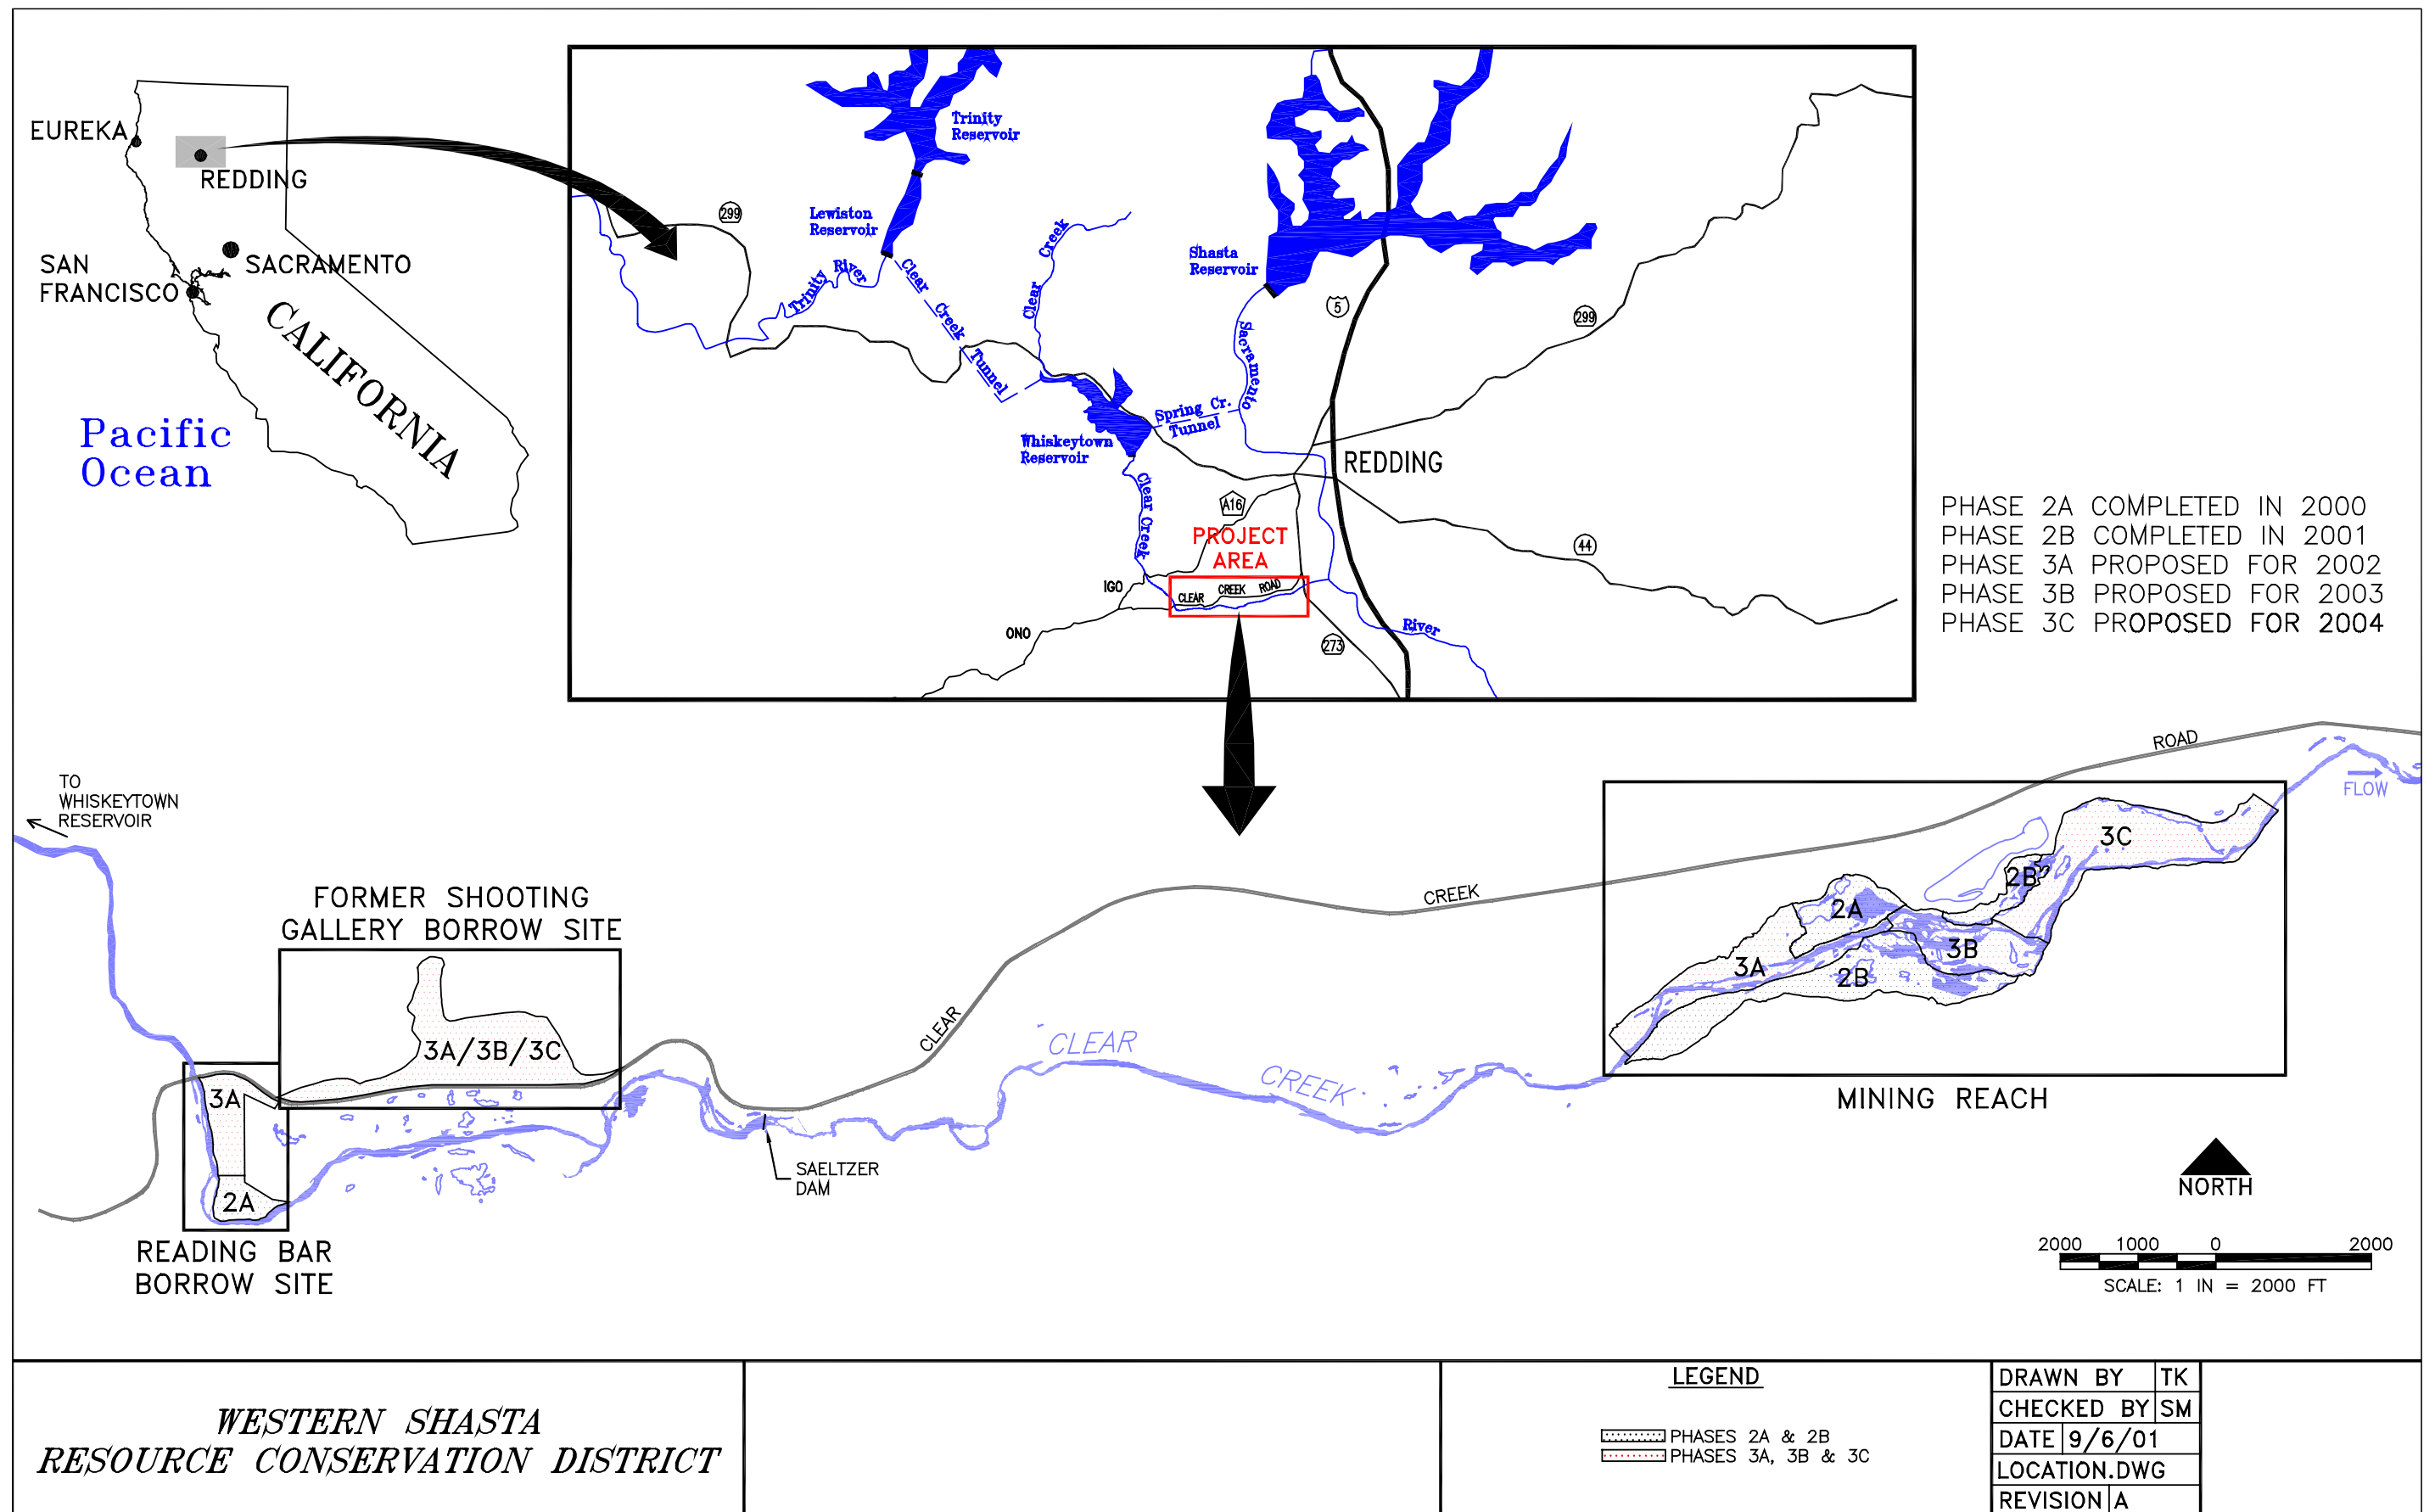 EUREKA
REDDING
SAN
FRANCISCO
SACRAMENTO
CALIFORNIA
Pacific
Ocean
Trinity
Reservoir
Lewiston
Reservoir
299
Trinity River
Clear Creek Tunnel
Clear Creek
Shasta
Reservoir
5
299
Sacramento
Spring Cr.
Tunnel
Whiskeytown
Reservoir
REDDING
Clear Creek
A16
PROJECT
AREA
44
IGO
CLEAR CREEK ROAD
ONO
River
273
PHASE 2A COMPLETED IN 2000
PHASE 2B COMPLETED IN 2001
PHASE 3A PROPOSED FOR 2002
PHASE 3B PROPOSED FOR 2003
PHASE 3C PROPOSED FOR 2004
TO
WHISKEYTOWN
RESERVOIR
ROAD
FLOW
FORMER SHOOTING
GALLERY BORROW SITE
3A/3B/3C
CREEK
CLEAR
CLEAR
CREEK
3C
2B
2A
3B
3A
2B
MINING REACH
3A
2A
SAELTZER
DAM
READING BAR
BORROW SITE
NORTH
2000 1000 0 2000
SCALE: 1 IN = 2000 FT
WESTERN SHASTA
RESOURCE CONSERVATION DISTRICT
LEGEND
PHASES 2A & 2B
PHASES 3A, 3B & 3C
DRAWN BY TK
CHECKED BY SM
DATE 9/6/01
LOCATION.DWG
REVISION A